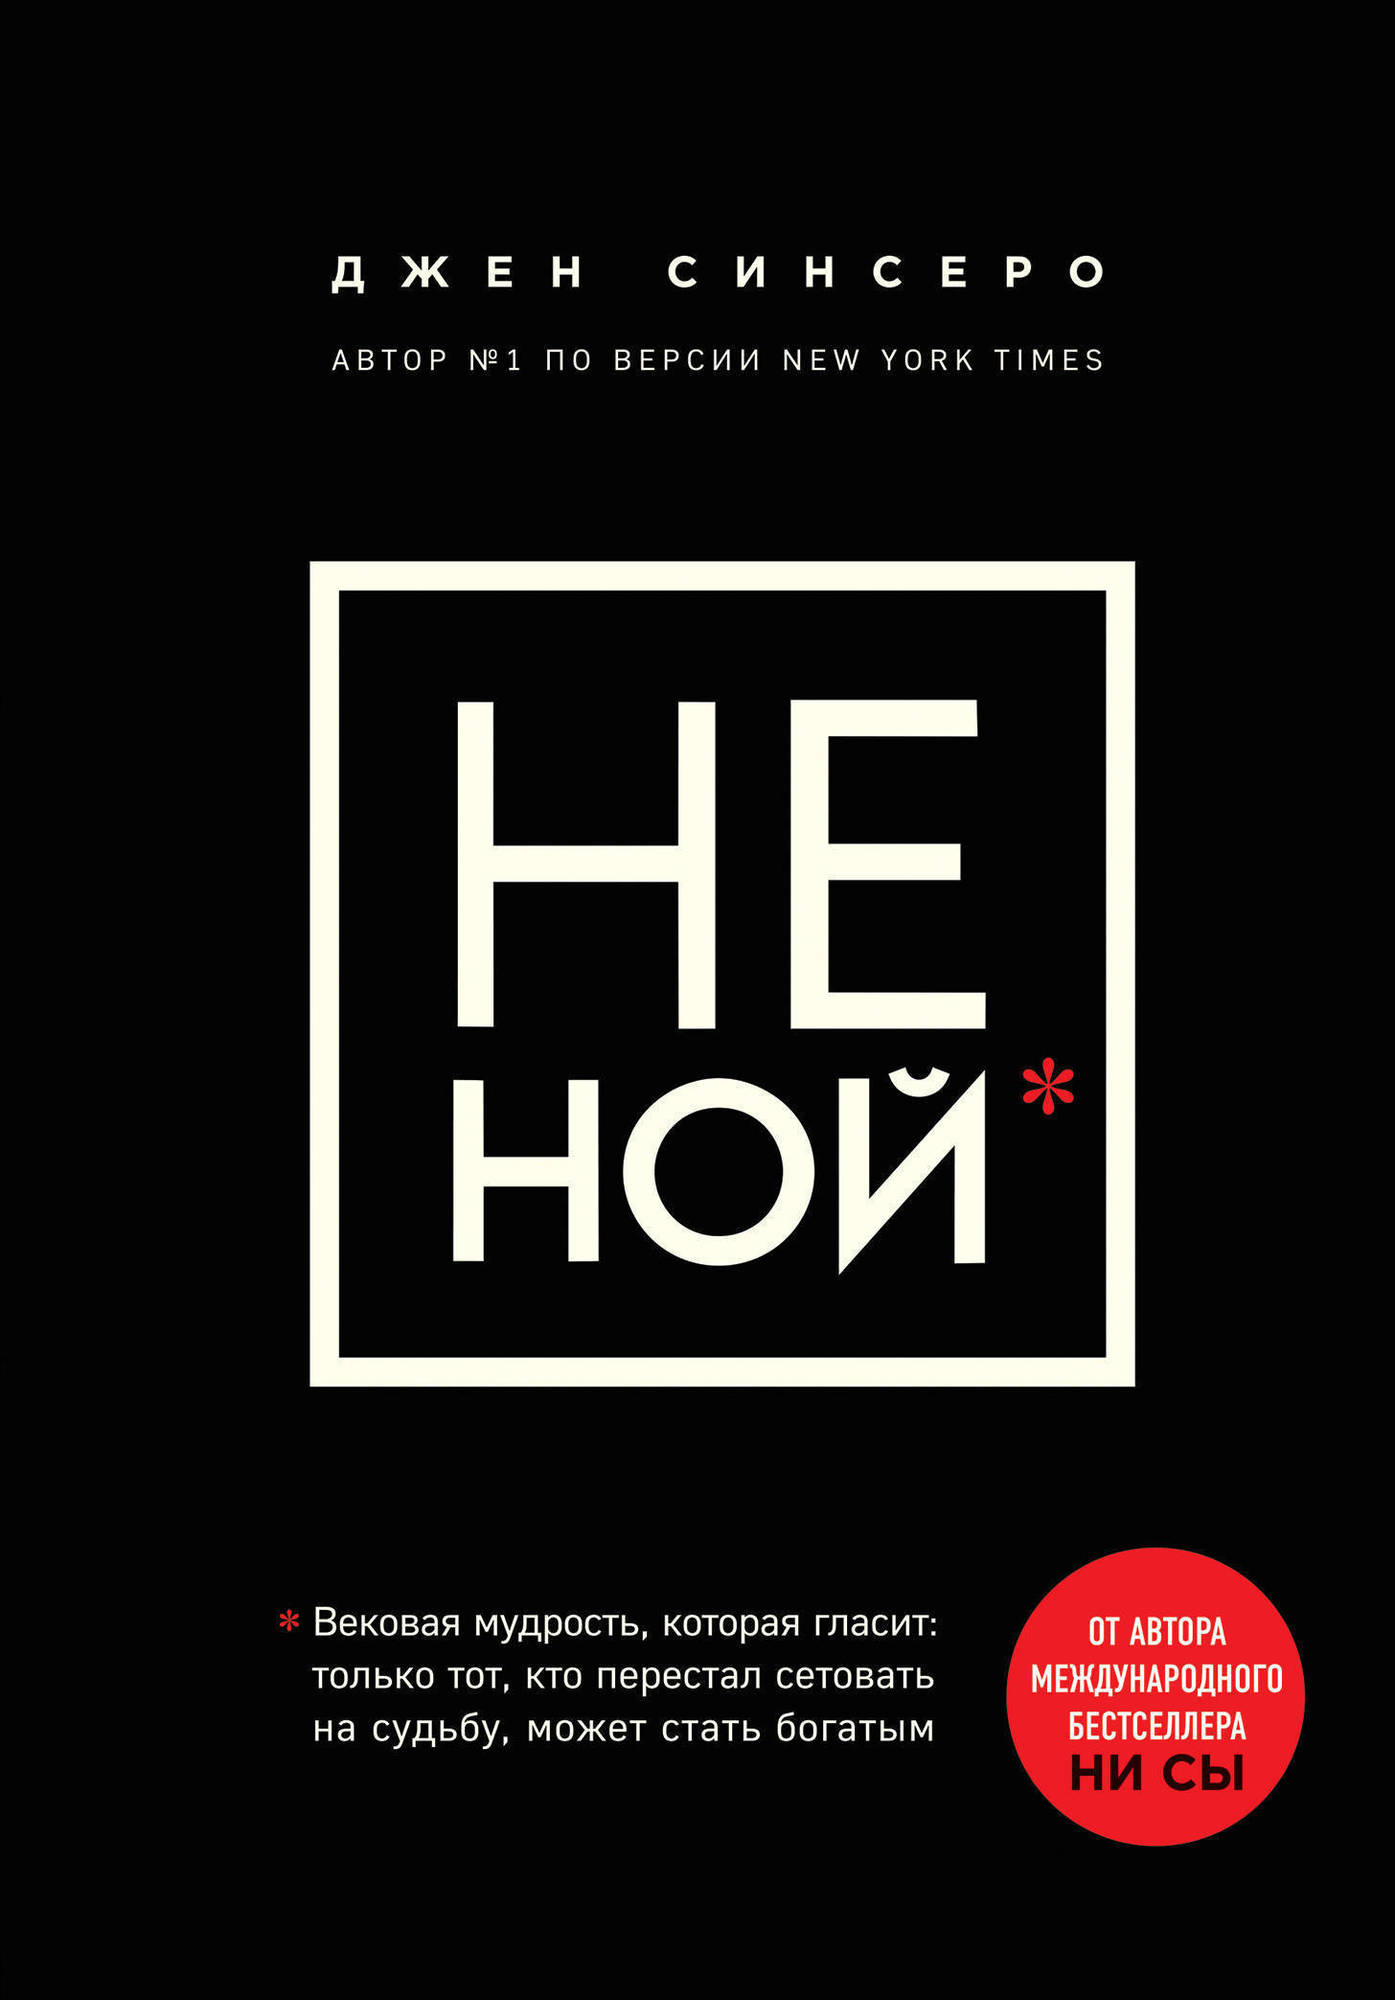 ДЖЕН СИНСЕРО
АВТОР №1 ПО ВЕРСИИ NEW YORK TIMES
НЕ
НОЙ*
* Вековая мудрость, которая гласит:
только тот, кто перестал сетовать
на судьбу, может стать богатым
ОТ АВТОРА
МЕЖДУНАРОДНОГО
БЕСТСЕЛЛЕРА
НИ СЫ